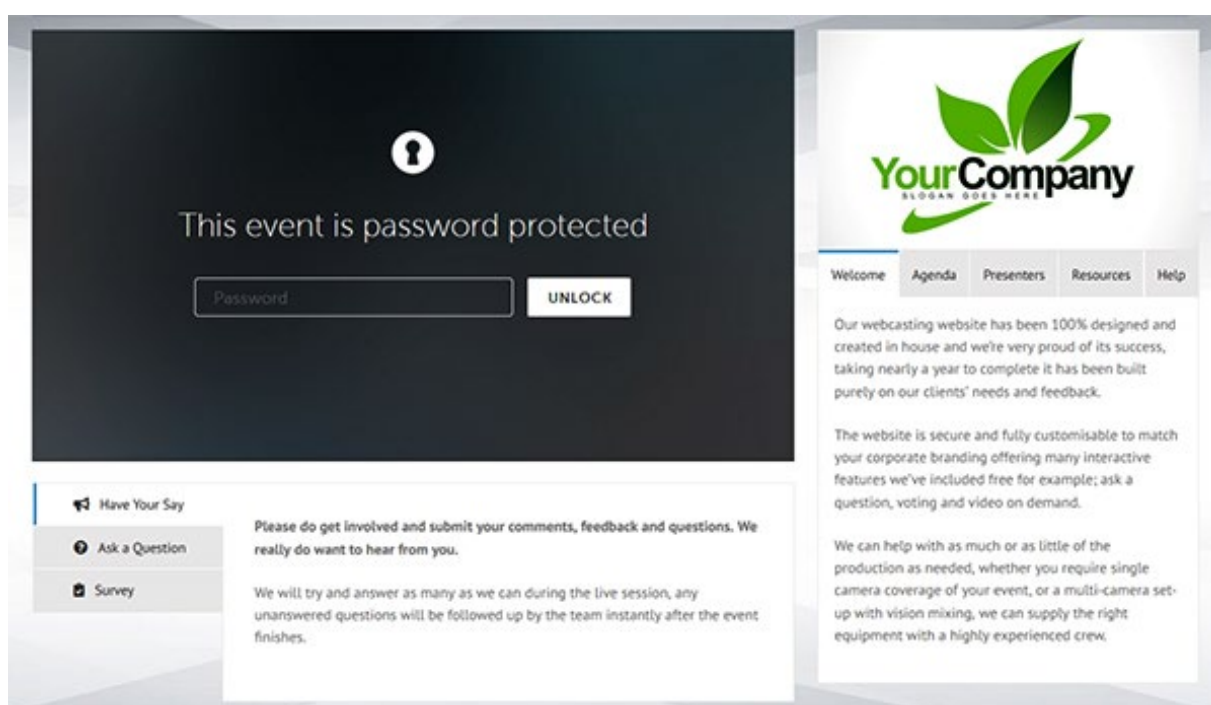 This event is password protected
Password
UNLOCK
Have Your Say
Ask a Question
Survey
Please do get involved and submit your comments, feedback and questions. We
really do want to hear from you.
We will try and answer as many as we can during the live session, any
unanswered questions will be followed up by the team instantly after the event
finishes.
YourCompany
SLOGAN GOES HERE
Welcome Agenda Presenters Resources Help
Our webcasting website has been 100% designed and
created in house and we're very proud of its success,
taking nearly a year to complete it has been built
purely on our clients' needs and feedback.
The website is secure and fully customisable to match
your corporate branding offering many interactive
features we've included free for example; ask a
question, voting and video on demand.
We can help with as much or as little of the
production as needed, whether you require single
camera coverage of your event, or a multi-camera set-
up with vision mixing, we can supply the right
equipment with a highly experienced crew.